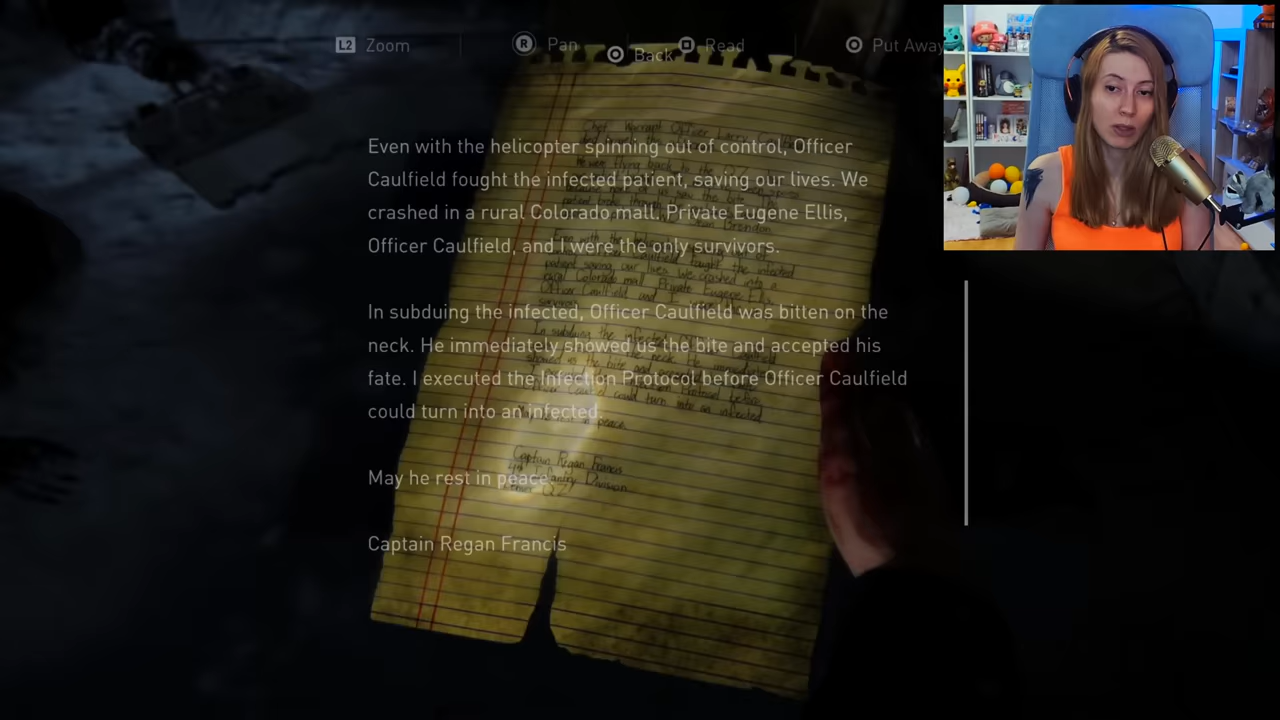 L2 Zoom
R Pan
Back
Read
Put Away
Even with the helicopter spinning out of control, Officer
Caulfield fought the infected patient, saving our lives. We
crashed in a rural Colorado mall, Private Eugene Ellis,
Officer Caulfield, and I were the only survivors.
In subduing the infected, Officer Caulfield was bitten on the
neck. He immediately showed us the bite and accepted his
fate. I executed the Infection Protocol before Officer Caulfield
could turn into an infected.
May he rest in peace.
Captain Regan Francis